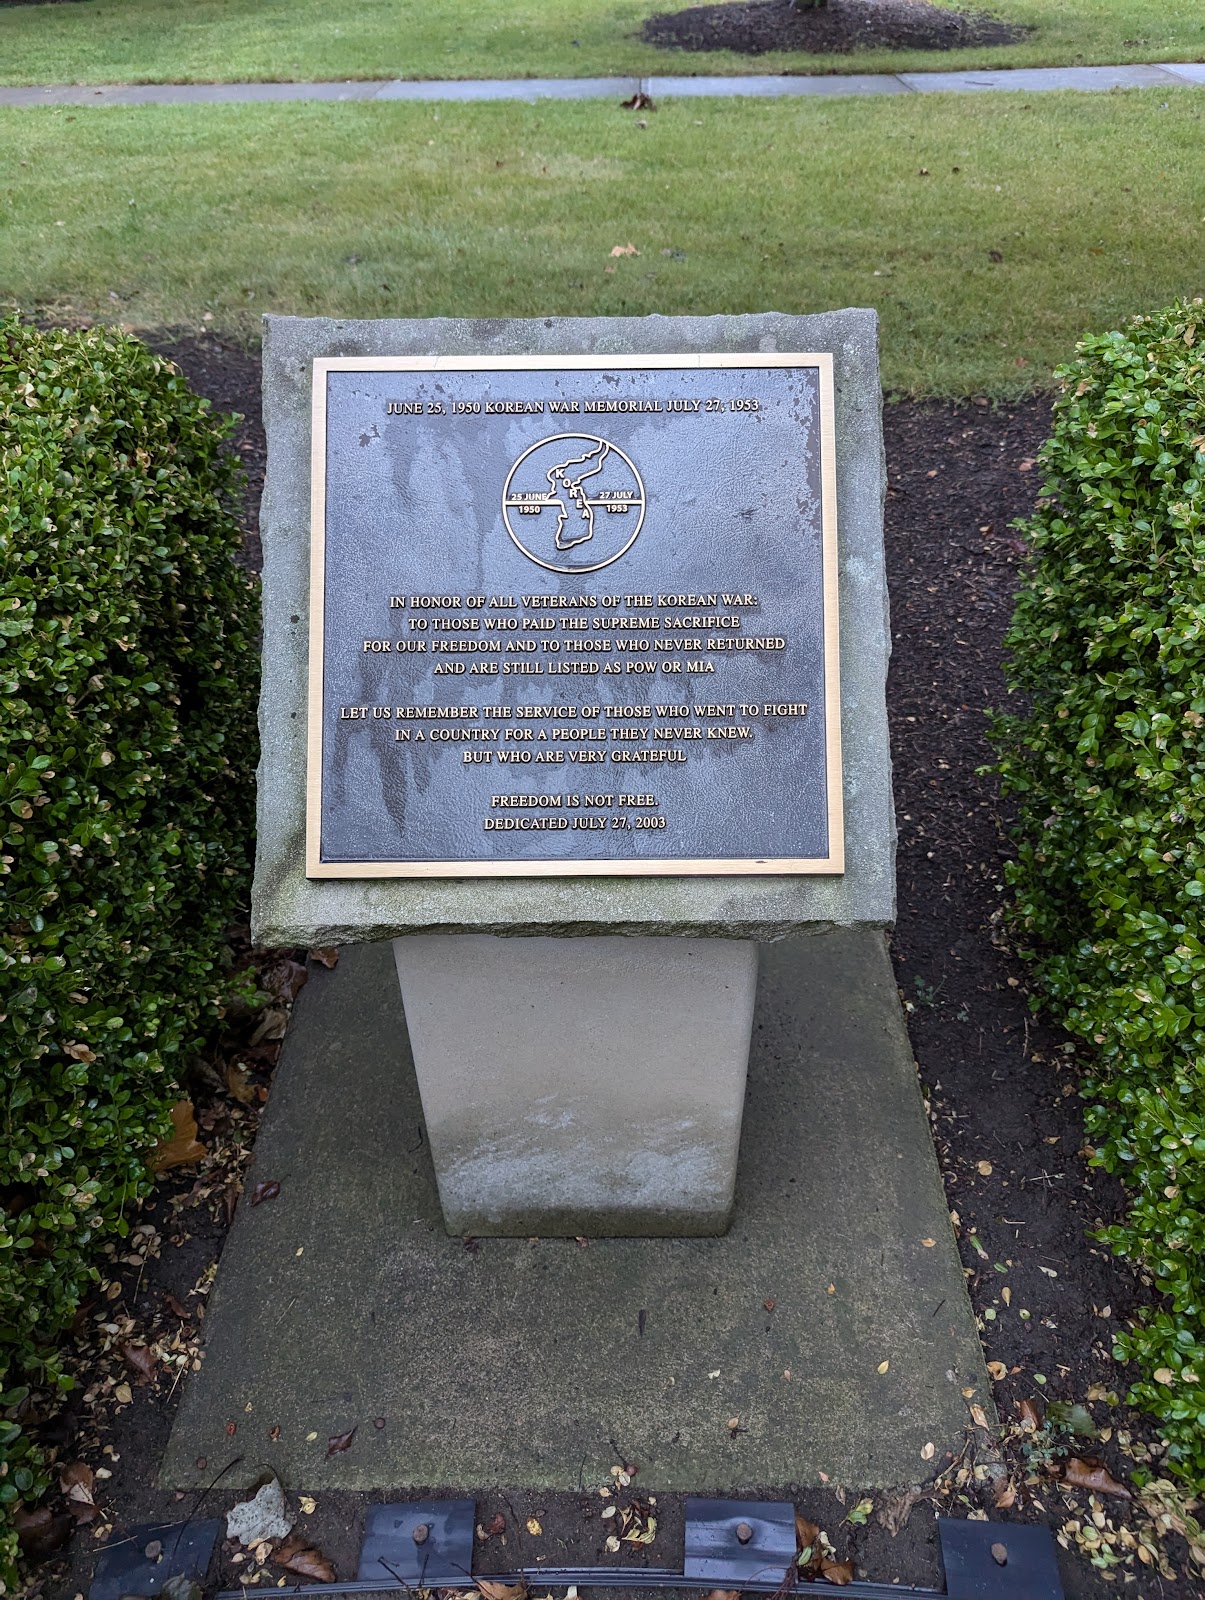 JUNE 25, 1950 KOREAN WAR MEMORIAL JULY 27, 1953
KOREA
25 JUNE 27 JULY
1950 1953
IN HONOR OF ALL VETERANS OF THE KOREAN WAR:
TO THOSE WHO PAID THE SUPREME SACRIFICE
FOR OUR FREEDOM AND TO THOSE WHO NEVER RETURNED
AND ARE STILL LISTED AS POW OR MIA
LET US REMEMBER THE SERVICE OF THOSE WHO WENT TO FIGHT
IN A COUNTRY FOR A PEOPLE THEY NEVER KNEW.
BUT WHO ARE VERY GRATEFUL
FREEDOM IS NOT FREE.
DEDICATED JULY 27, 2003